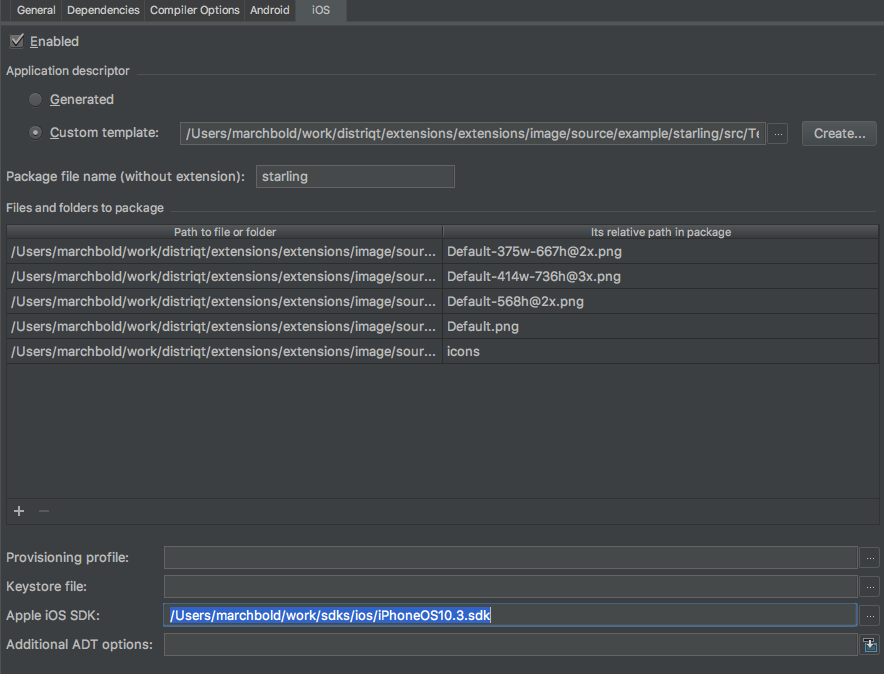 General Dependencies Compiler Options Android iOS
Enabled
Application descriptor
Generated
Custom template: /Users/marchbold/work/distriqt/extensions/extensions/image/source/example/starling/src/Te ... Create...
Package file name (without extension): starling
Files and folders to package
Path to file or folder Its relative path in package
/Users/marchbold/work/distriqt/extensions/extensions/image/sour... Default-375w-667h@2x.png
/Users/marchbold/work/distriqt/extensions/extensions/image/sour... Default-414w-736h@3x.png
/Users/marchbold/work/distriqt/extensions/extensions/image/sour... Default-568h@2x.png
/Users/marchbold/work/distriqt/extensions/extensions/image/sour... Default.png
/Users/marchbold/work/distriqt/extensions/extensions/image/sour... icons
Provisioning profile: ...
Keystore file: ...
Apple iOS SDK: /Users/marchbold/work/sdks/ios/iPhoneOS10.3.sdk ...
Additional ADT options: